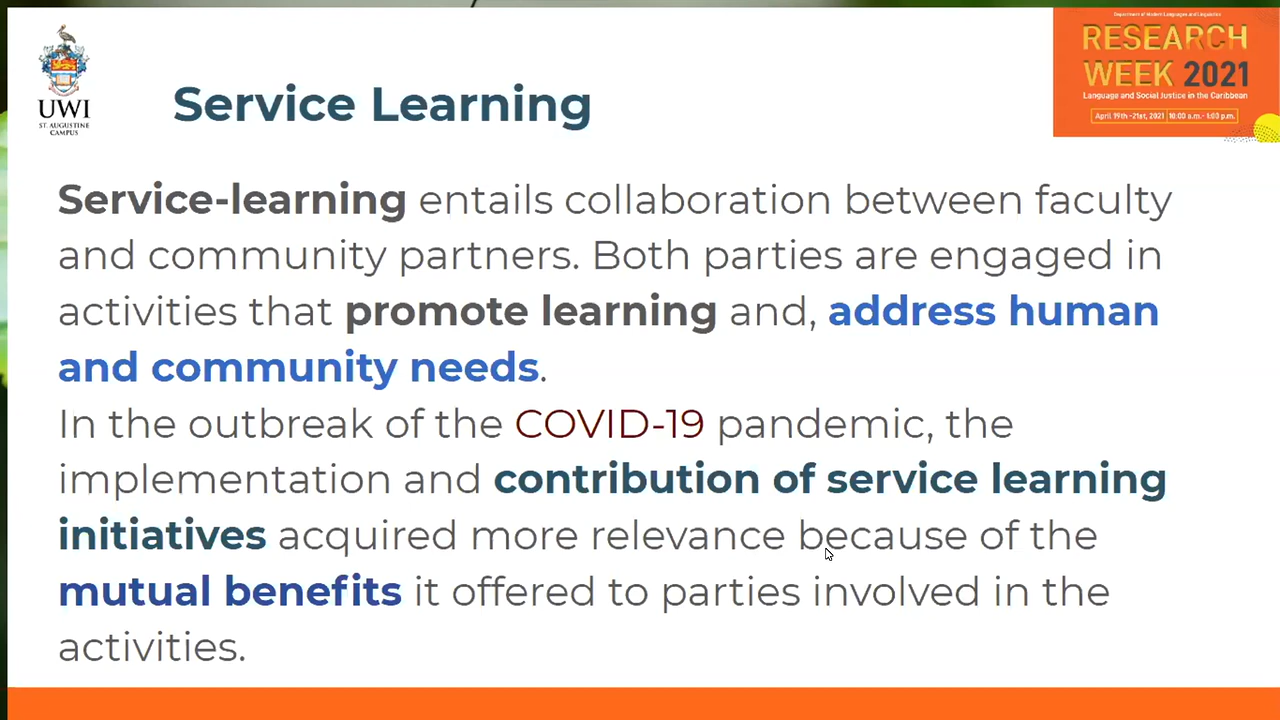 UWI
ST. AUGUSTINE
CAMPUS
Service Learning
Department of Modern Languages and Linguistics
RESEARCH
WEEK 2021
Language and Social Justice in the Caribbean
April 19th -21st, 2021 10:00 a.m.- 1:00 p.m.
Service-learning entails collaboration between faculty
and community partners. Both parties are engaged in
activities that promote learning and, address human
and community needs.
In the outbreak of the COVID-19 pandemic, the
implementation and contribution of service learning
initiatives acquired more relevance because of the
mutual benefits it offered to parties involved in the
activities.